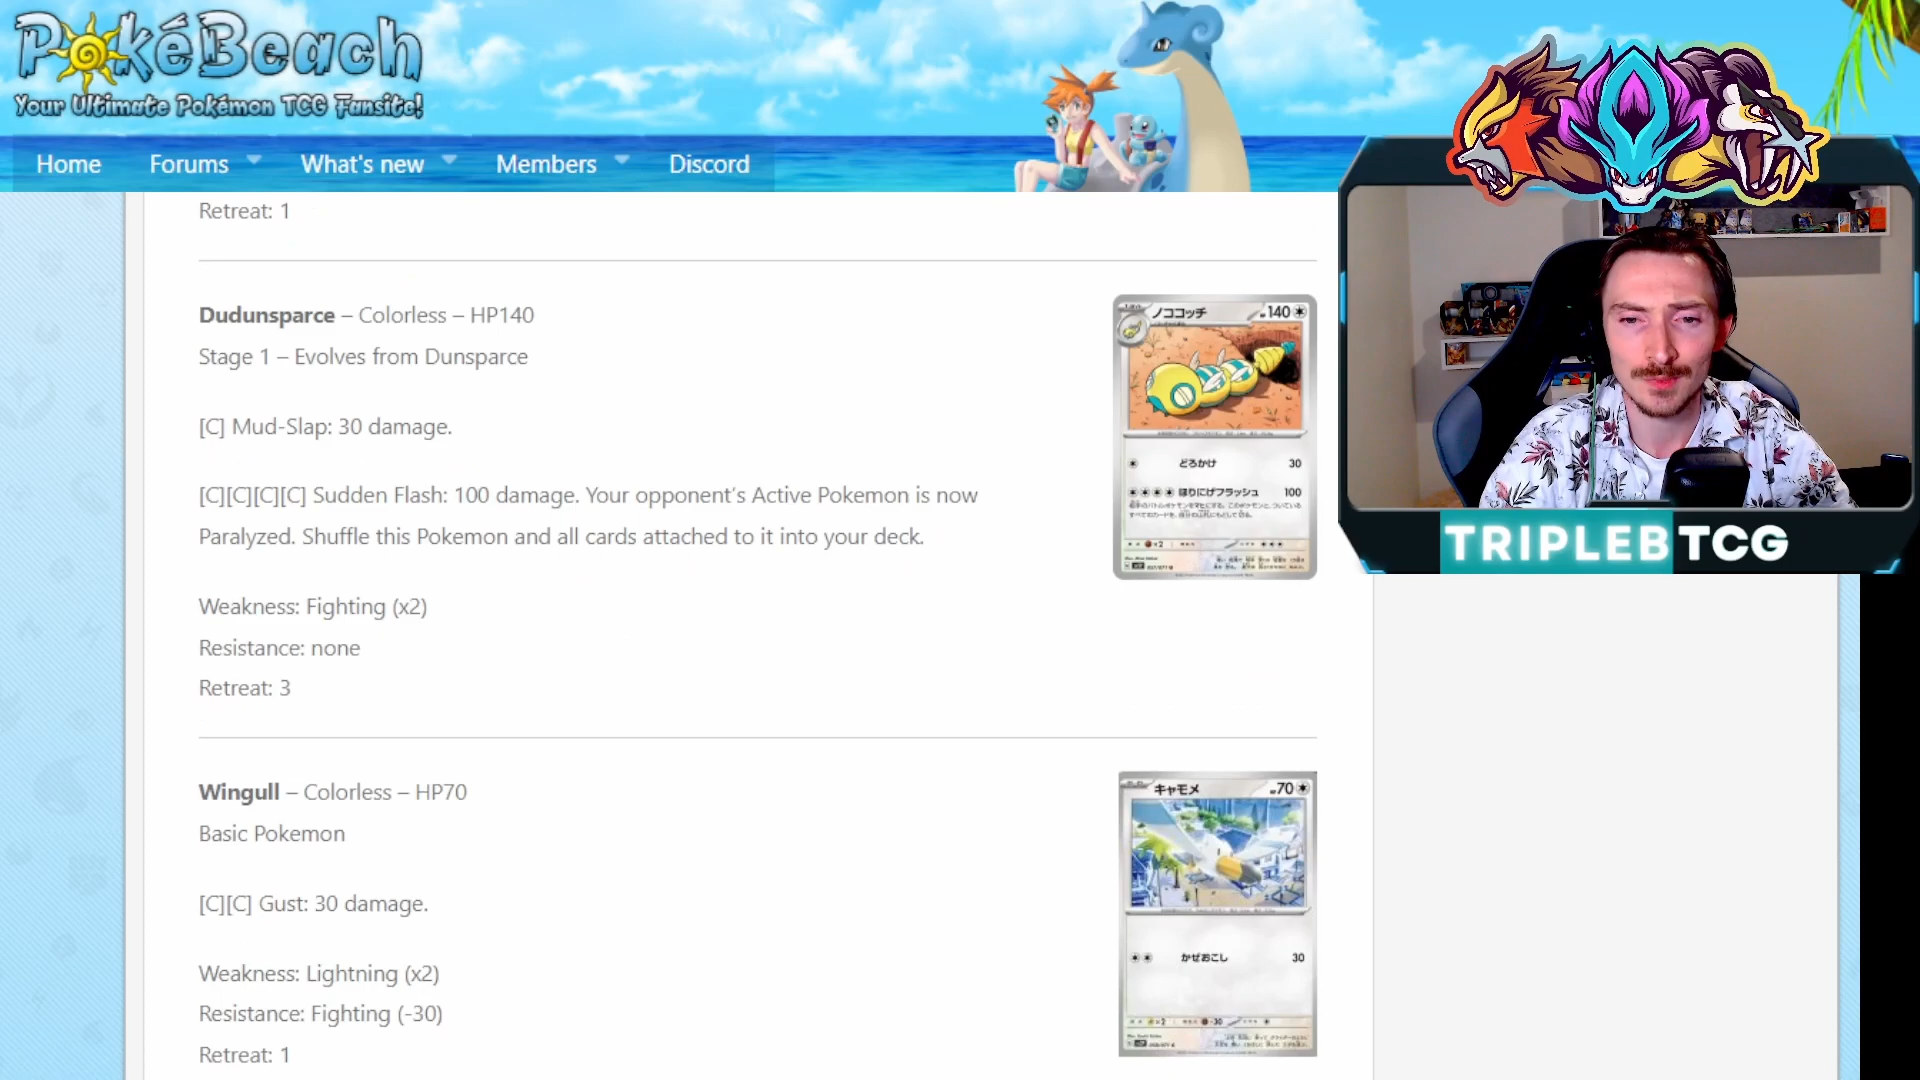 PokéBeach
Your Ultimate Pokémon TCG Fansite!
Home
Forums
What's new
Members
Discord
Retreat: 1
Dudunsparce – Colorless – HP140
Stage 1 – Evolves from Dunsparce
[C] Mud-Slap: 30 damage.
[C][C][C][C] Sudden Flash: 100 damage. Your opponent’s Active Pokemon is now
Paralyzed. Shuffle this Pokemon and all cards attached to it into your deck.
Weakness: Fighting (x2)
Resistance: none
Retreat: 3
ノココッチ
140
どろかけ 30
ほりにげフラッシュ 100
TRIPLEB TCG
Wingull – Colorless – HP70
Basic Pokemon
[C][C] Gust: 30 damage.
Weakness: Lightning (x2)
Resistance: Fighting (-30)
Retreat: 1
キャモメ
70
かぜおこし 30